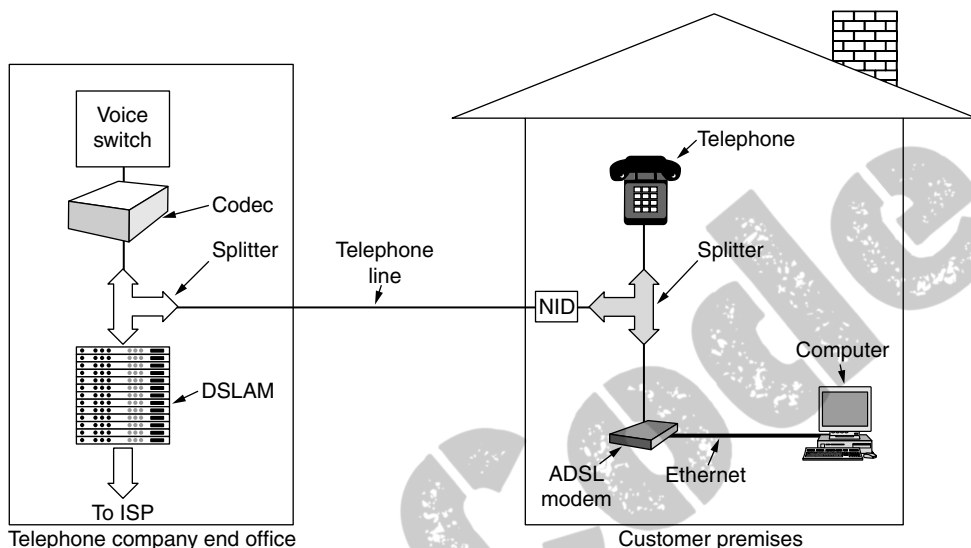 Voice
switch
Codec
Splitter
Telephone
line
DSLAM
To ISP
Telephone company end office
Telephone
Splitter
NID
Computer
ADSL
modem
Ethernet
Customer premises
code